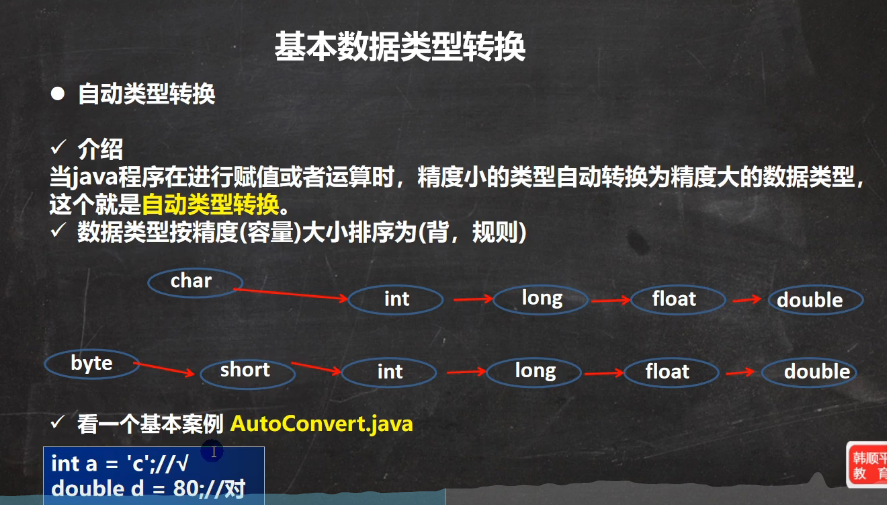 基本数据类型转换
● 自动类型转换
✓ 介绍
当java程序在进行赋值或者运算时，精度小的类型自动转换为精度大的数据类型，
这个就是自动类型转换。
✓ 数据类型按精度(容量)大小排序为(背，规则)
char int long float double
byte short int long float double
✓ 看一个基本案例 AutoConvert.java
int a = 'c';//√
double d = 80;//对
韩顺平
教 育